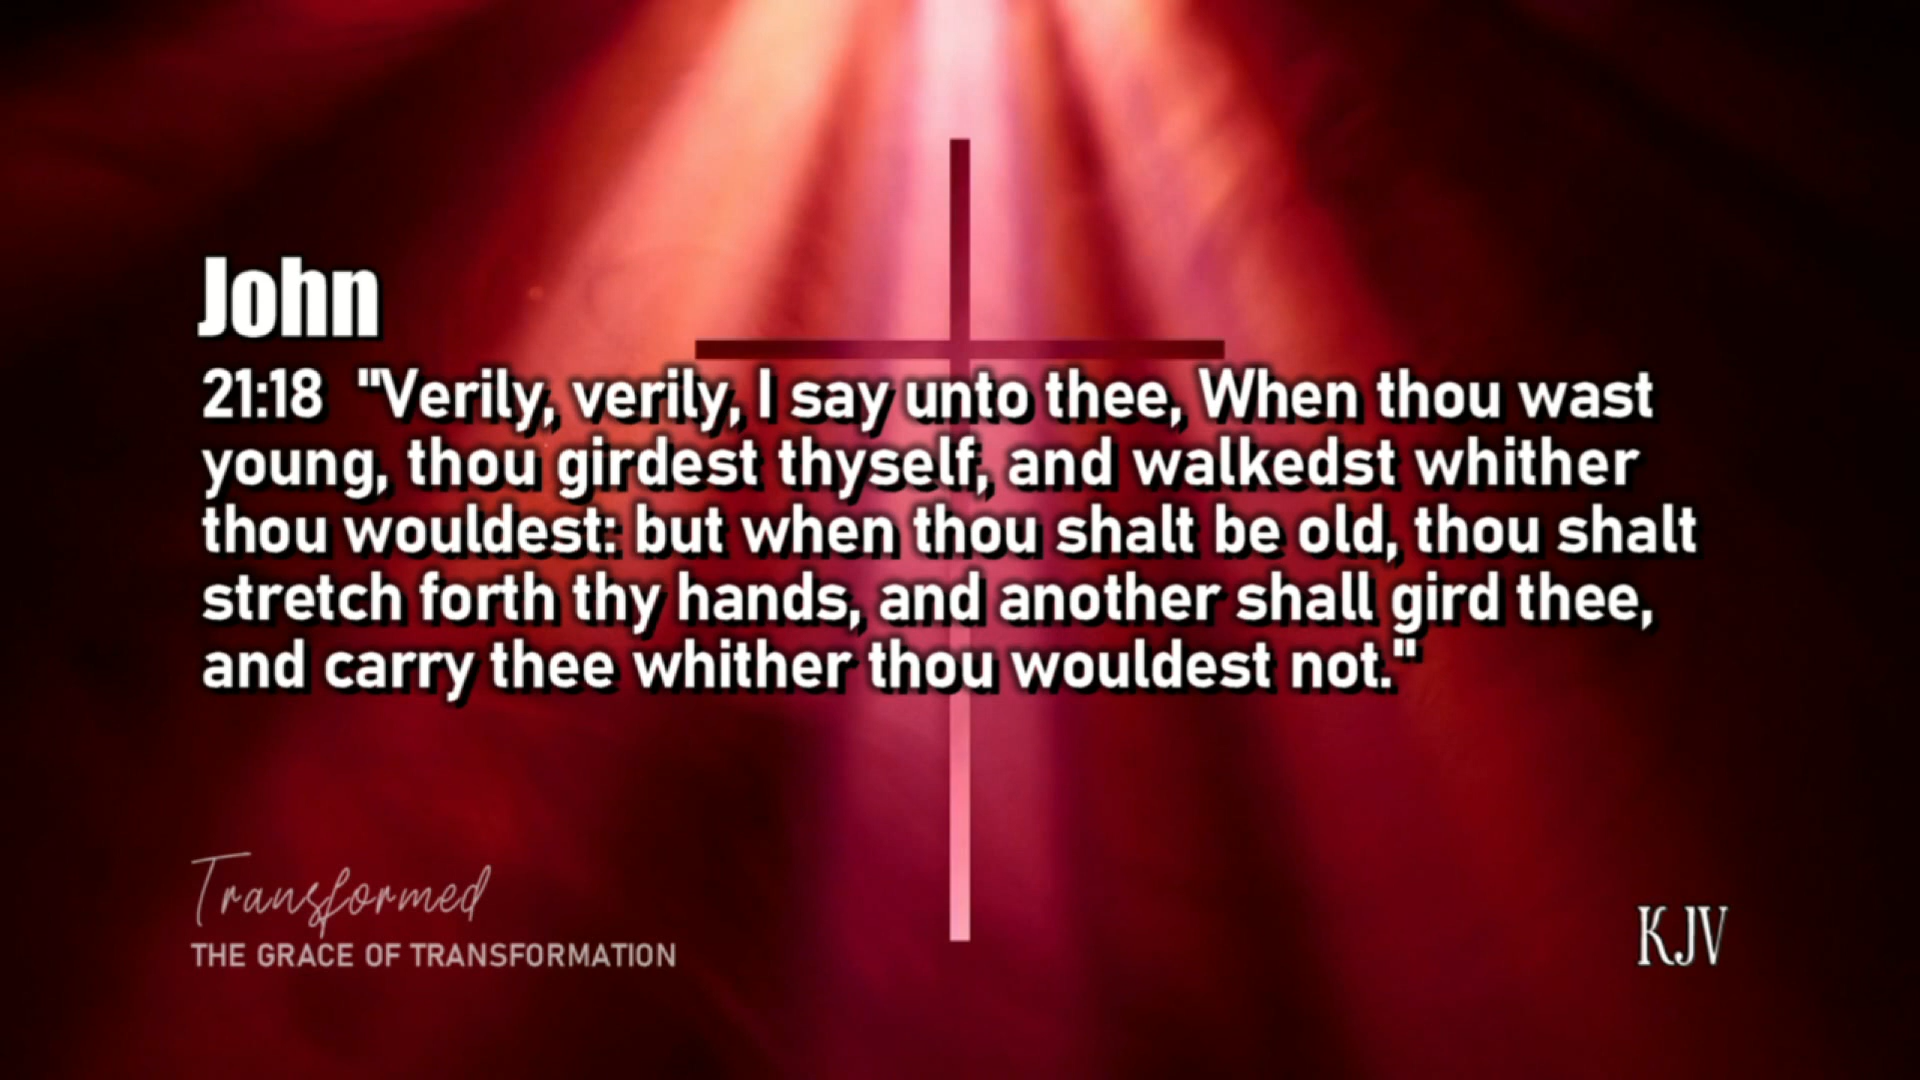 John
21:18 "Verily, verily, I say unto thee, When thou wast
young, thou girdest thyself, and walkedst whither
thou wouldest: but when thou shalt be old, thou shalt
stretch forth thy hands, and another shall gird thee,
and carry thee whither thou wouldest not."
Transformed
THE GRACE OF TRANSFORMATION
KJV